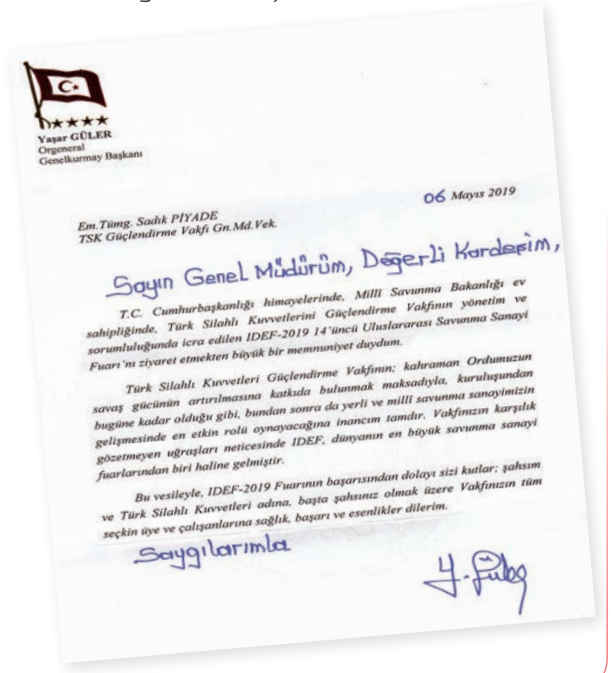 Yaşar GÜLER
Orgeneral
Genelkurmay Başkanı
06 Mayıs 2019
Em.Tümg. Sadık PİYADE
TSK Güçlendirme Vakfı Gn.Md.Vek.
Sayın Genel Müdürüm, Değerli Kardeşim,
T.C. Cumhurbaşkanlığı himayelerinde, Millî Savunma Bakanlığı ev
sahipliğinde, Türk Silahlı Kuvvetlerini Güçlendirme Vakfının yönetim ve
sorumluluğunda icra edilen IDEF-2019 14'üncü Uluslararası Savunma Sanayi
Fuarı'nı ziyaret etmekten büyük bir memnuniyet duydum.
Türk Silahlı Kuvvetleri Güçlendirme Vakfının; kahraman Ordumuzun
savaş gücünün artırılmasına katkıda bulunmak maksadıyla, kuruluşundan
bugüne kadar olduğu gibi, bundan sonra da yerli ve millî savunma sanayimizin
gelişmesinde en etkin rolü oynayacağına inancım tamdır. Vakfınızın karşılık
gözetmeyen uğraşları neticesinde IDEF, dünyanın en büyük savunma sanayi
fuarlarından biri haline gelmiştir.
Bu vesileyle, IDEF-2019 Fuarının başarısından dolayı sizi kutlar; şahsım
ve Türk Silahlı Kuvvetleri adına, başta şahsınız olmak üzere Vakfınızın tüm
seçkin üye ve çalışanlarına sağlık, başarı ve esenlikler dilerim.
Saygılarımla
Y. Güler